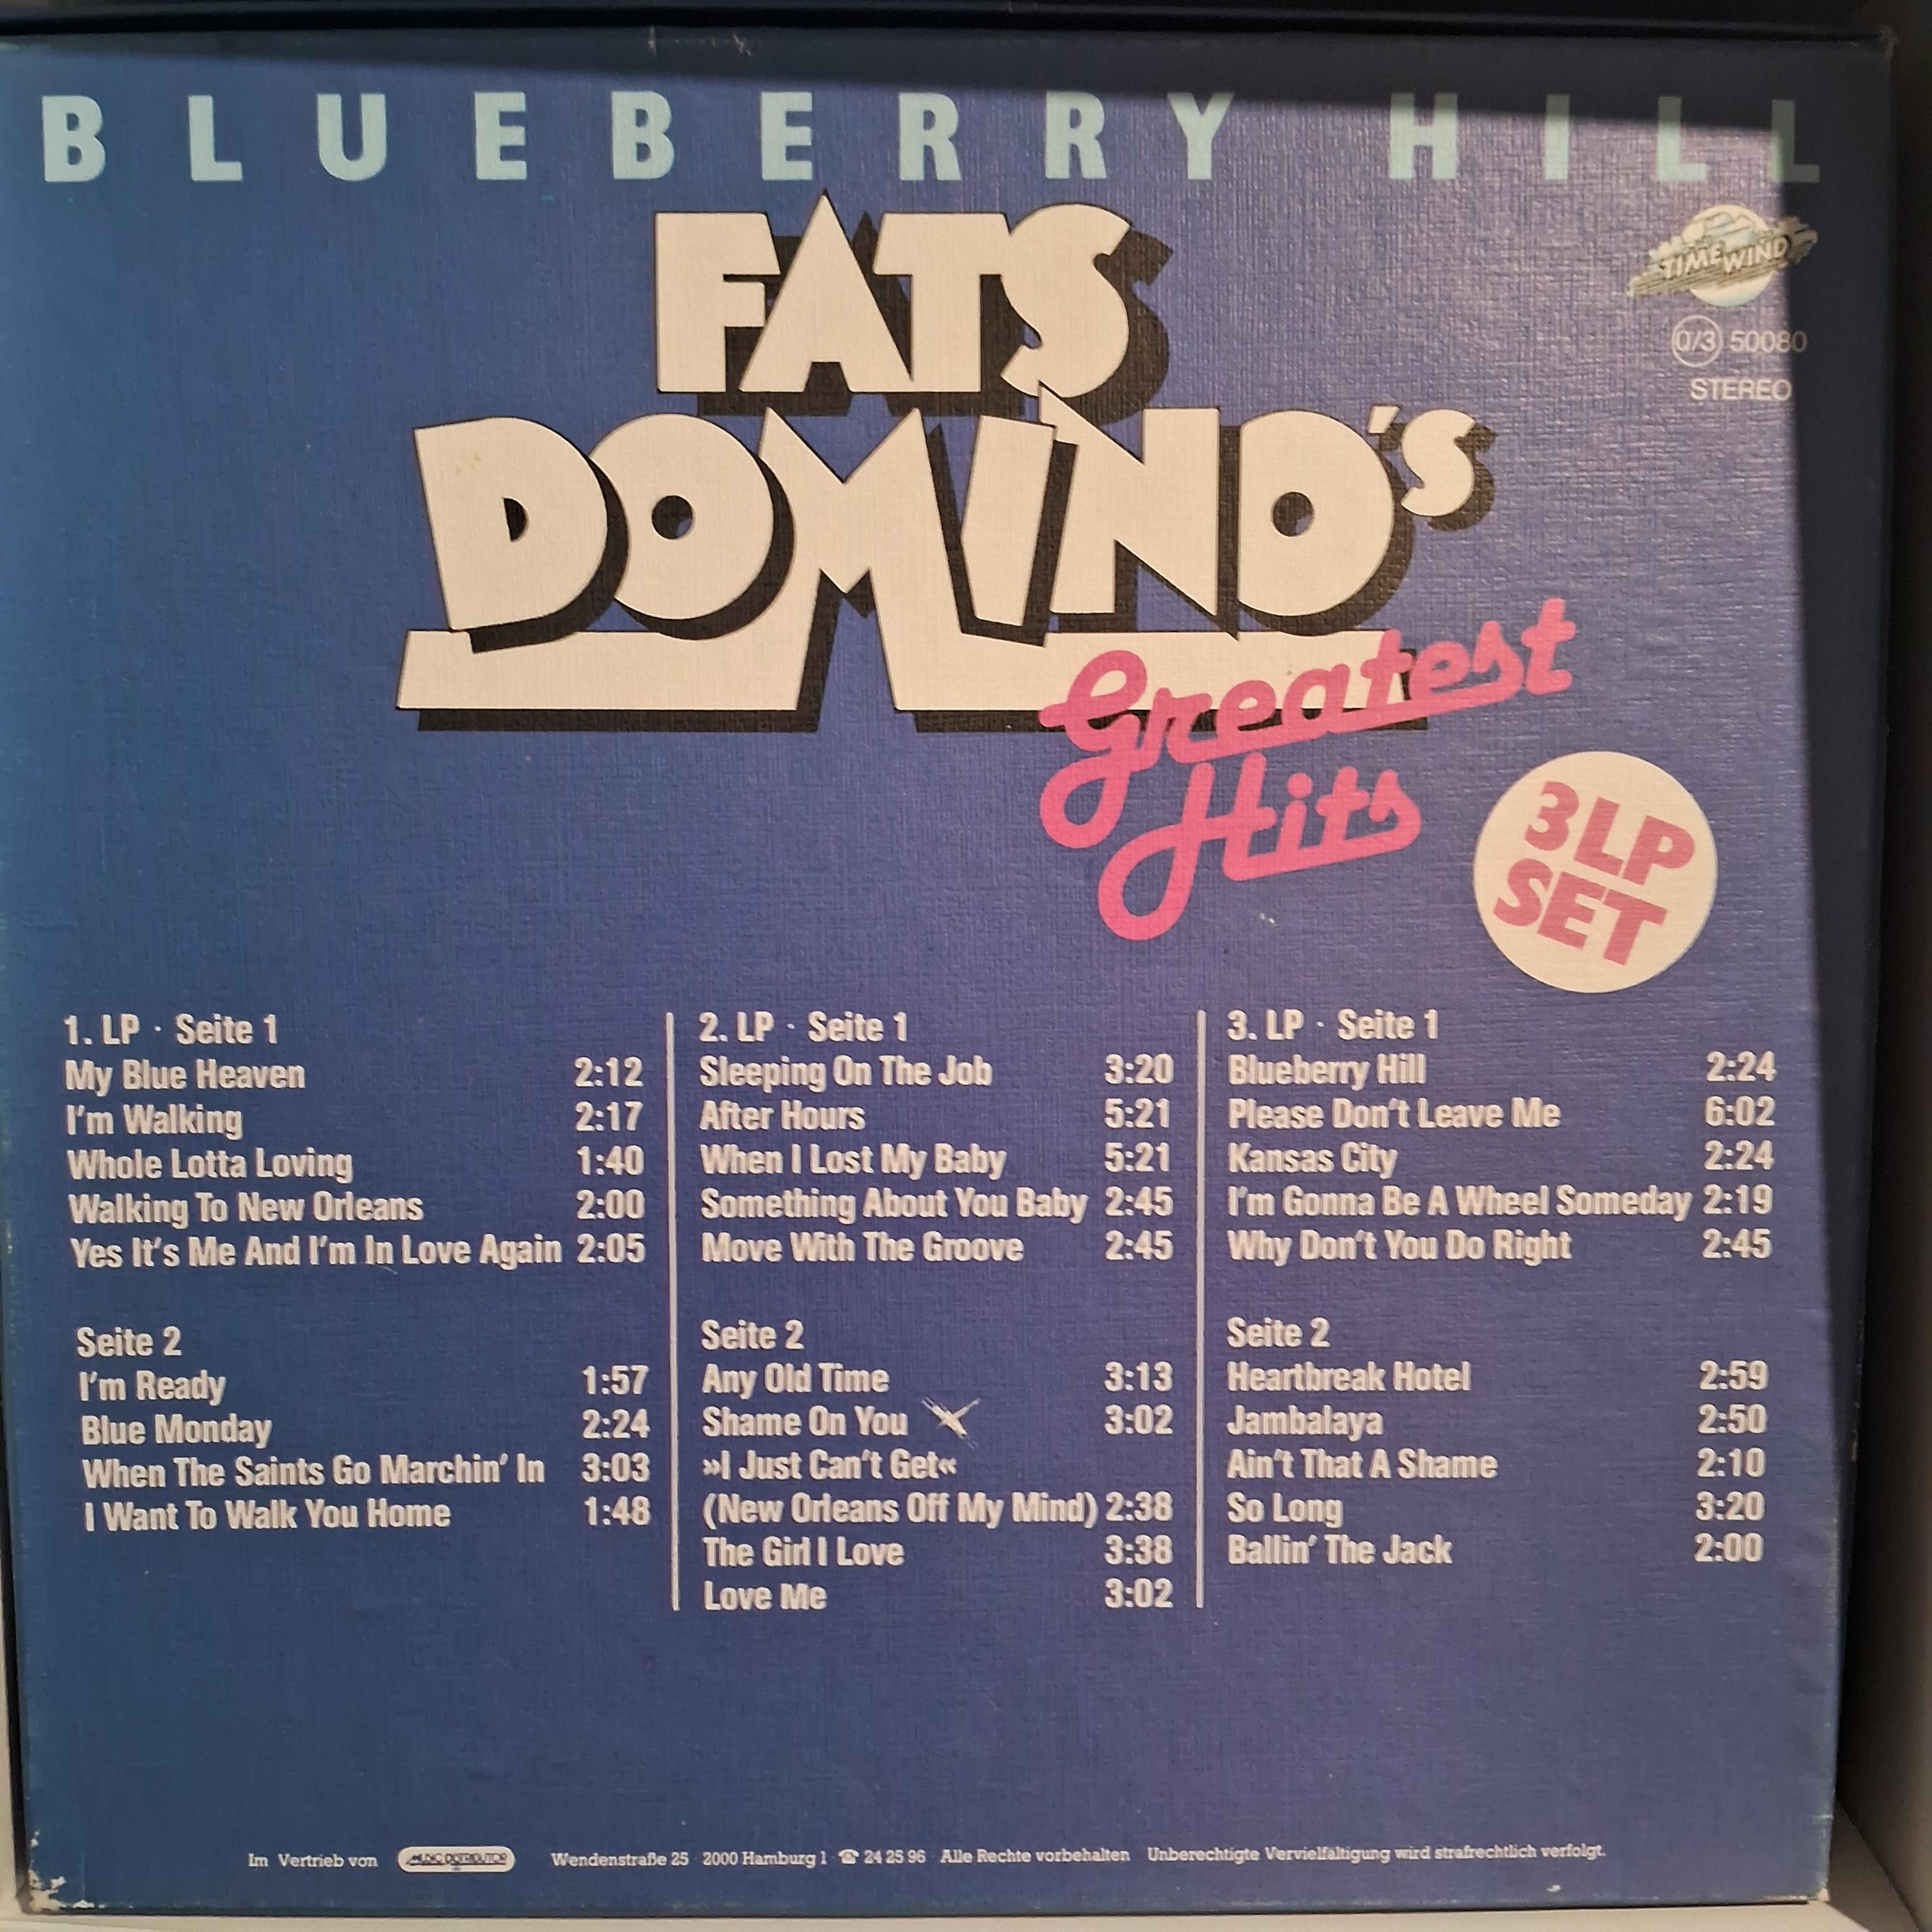 BLUEBERRY HILL
TIMEWIND
Q/3 50080
STEREO
FATS
DOMINO'S
Greatest
Hits
3 LP
SET
1. LP · Seite 1
My Blue Heaven 2:12
I'm Walking 2:17
Whole Lotta Loving 1:40
Walking To New Orleans 2:00
Yes It's Me And I'm In Love Again 2:05
Seite 2
I'm Ready 1:57
Blue Monday 2:24
When The Saints Go Marchin' In 3:03
I Want To Walk You Home 1:48
2. LP · Seite 1
Sleeping On The Job 3:20
After Hours 5:21
When I Lost My Baby 5:21
Something About You Baby 2:45
Move With The Groove 2:45
Seite 2
Any Old Time 3:13
Shame On You 3:02
»I Just Can't Get«
(New Orleans Off My Mind) 2:38
The Girl I Love 3:38
Love Me 3:02
3. LP · Seite 1
Blueberry Hill 2:24
Please Don't Leave Me 6:02
Kansas City 2:24
I'm Gonna Be A Wheel Someday 2:19
Why Don't You Do Right 2:45
Seite 2
Heartbreak Hotel 2:59
Jambalaya 2:50
Ain't That A Shame 2:10
So Long 3:20
Ballin' The Jack 2:00
Im Vertrieb von MUSIC DISTRIBUTOR Wendenstraße 25 · 2000 Hamburg 1 · ☎ 24 25 96 · Alle Rechte vorbehalten Unberechtigte Vervielfältigung wird strafrechtlich verfolgt.